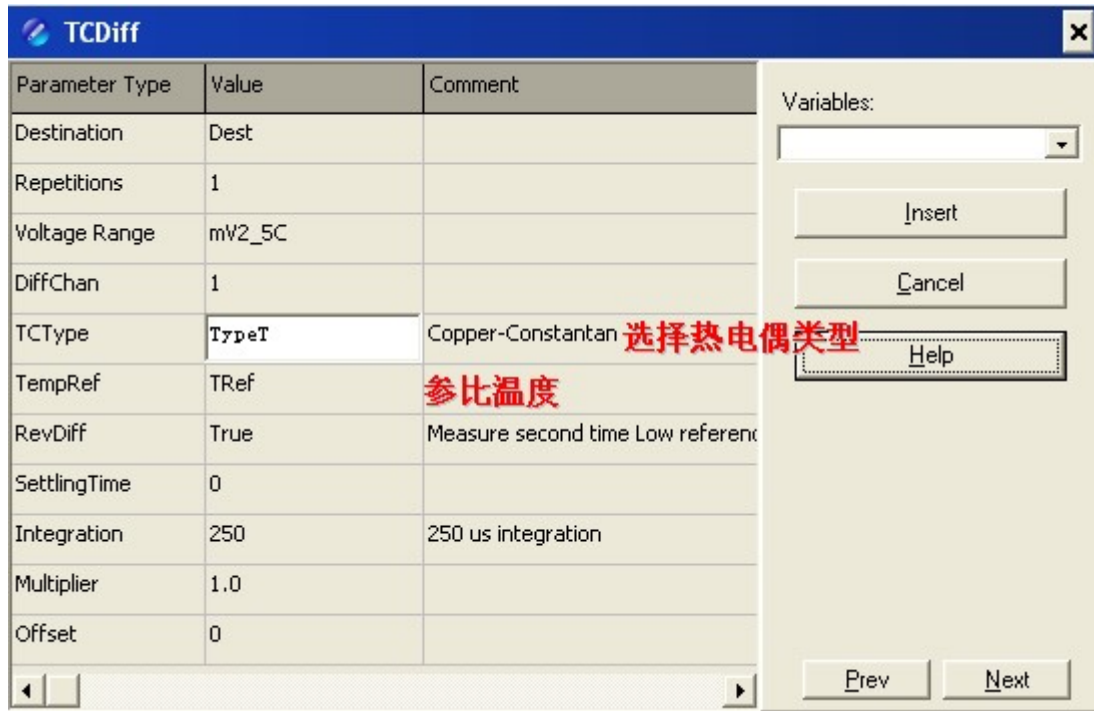 TCDiff
Parameter Type Value Comment
Variables:
Destination Dest
Repetitions 1
Insert
Voltage Range mV2_5C
DiffChan 1
Cancel
TCType TypeT Copper-Constantan 选择热电偶类型
Help
TempRef TRef 参比温度
RevDiff True Measure second time Low referenc
SettlingTime 0
Integration 250 250 us integration
Multiplier 1.0
Offset 0
Prev Next